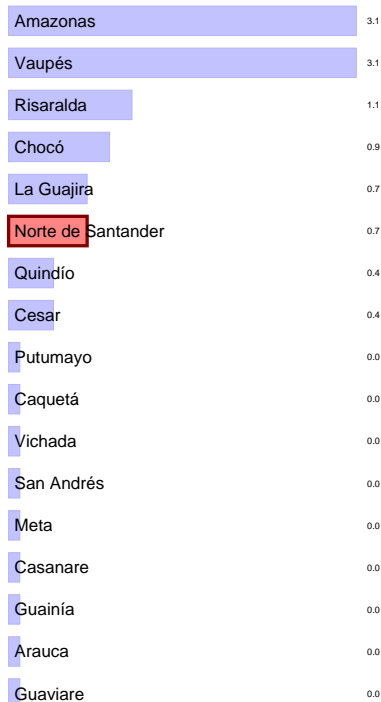 Amazonas 3.1
Vaupés 3.1
Risaralda 1.1
Chocó 0.9
La Guajira 0.7
Norte de Santander 0.7
Quindío 0.4
Cesar 0.4
Putumayo 0.0
Caquetá 0.0
Vichada 0.0
San Andrés 0.0
Meta 0.0
Casanare 0.0
Guainía 0.0
Arauca 0.0
Guaviare 0.0